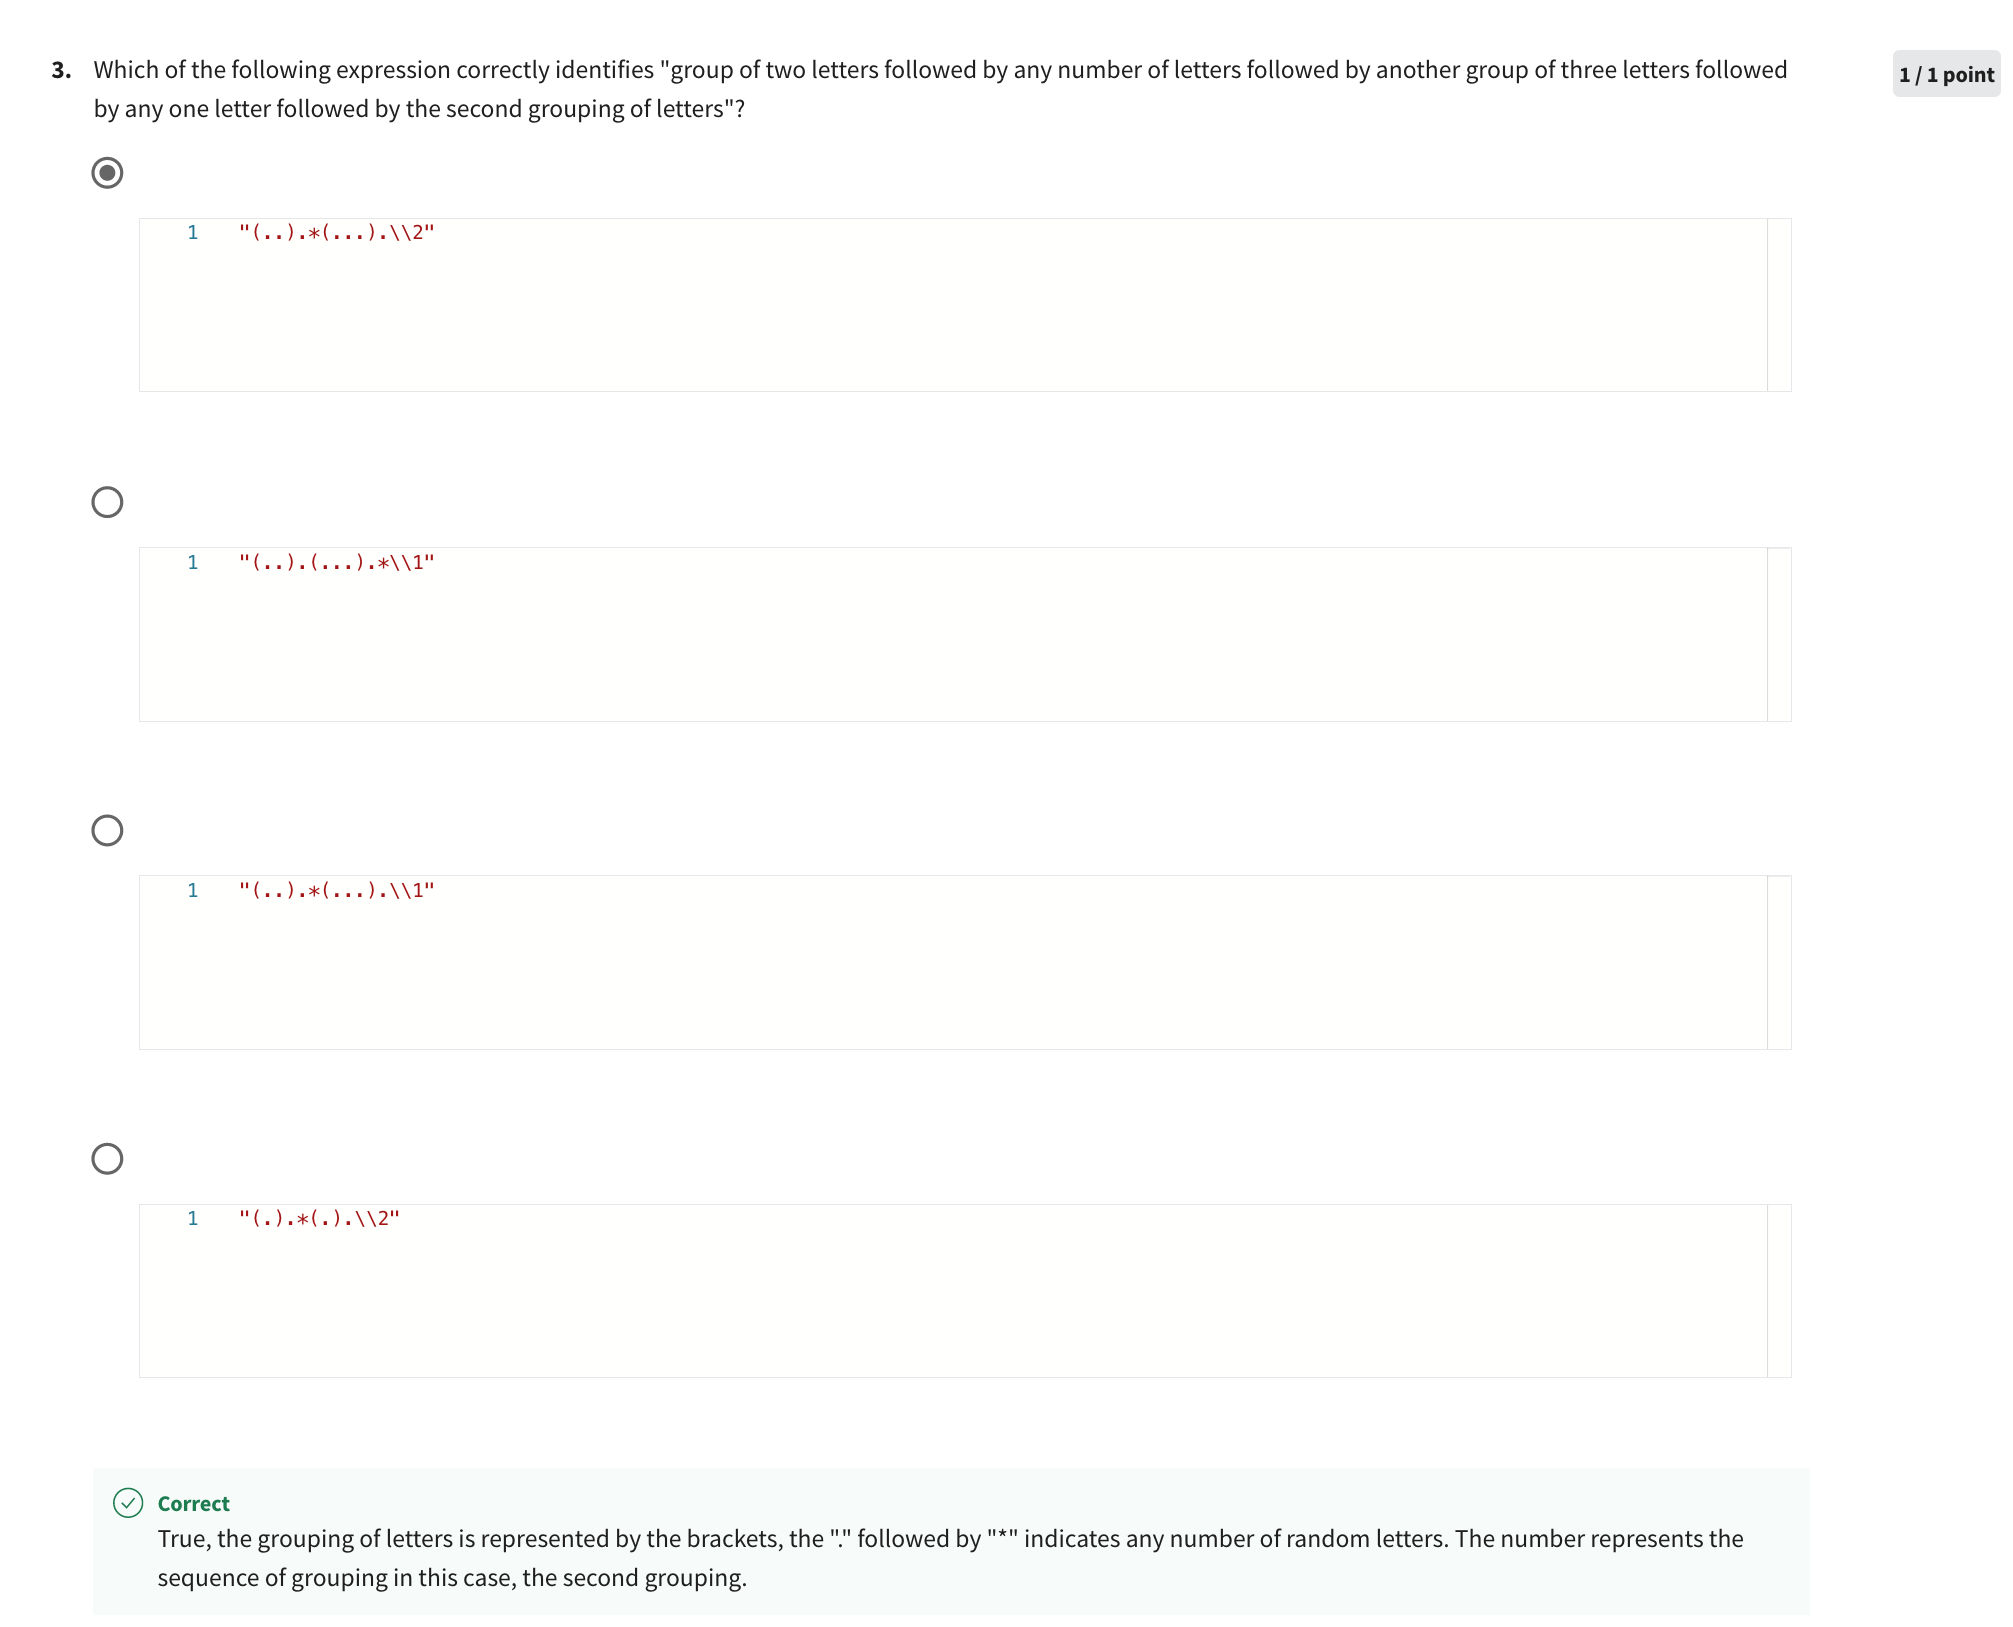 3. Which of the following expression correctly identifies "group of two letters followed by any number of letters followed by another group of three letters followed
by any one letter followed by the second grouping of letters"?
1 / 1 point
1 "(..).*(...).\\2"
1 "(..).(...).*\\1"
1 "(..).*(...).\\1"
1 "(.).*(.).\\2"
Correct
True, the grouping of letters is represented by the brackets, the "." followed by "*" indicates any number of random letters. The number represents the
sequence of grouping in this case, the second grouping.